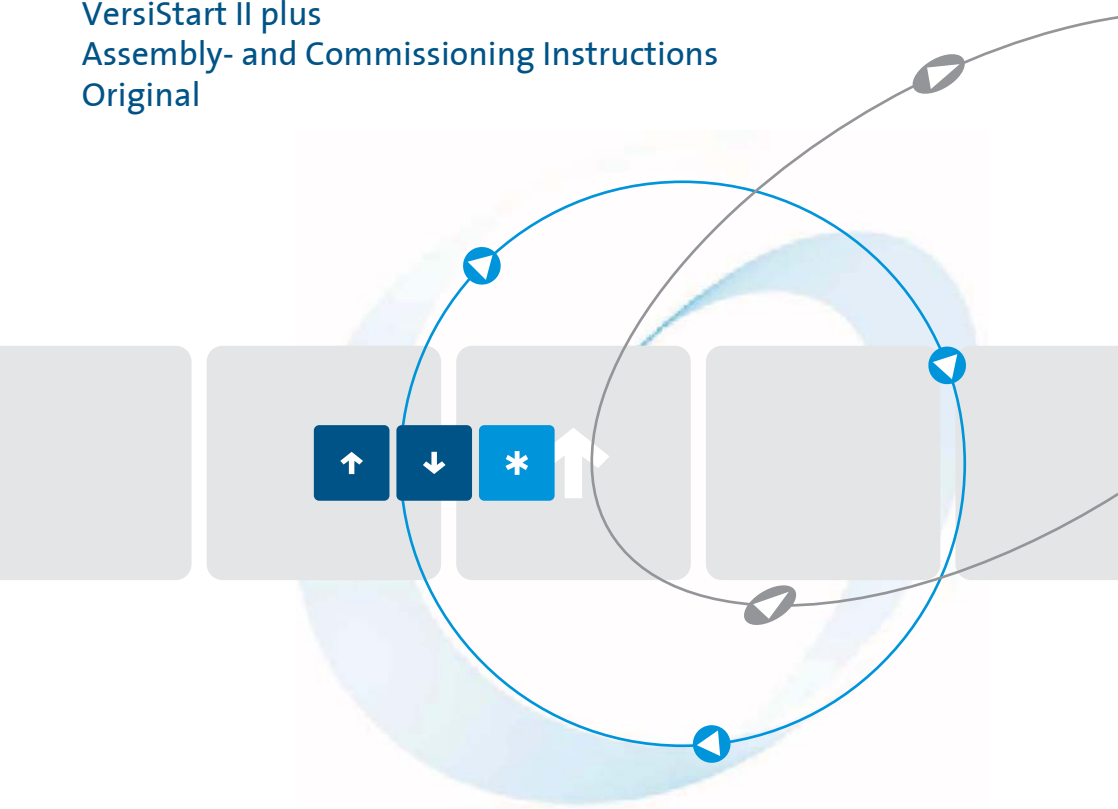 VersiStart II plus
Assembly- and Commissioning Instructions
Original